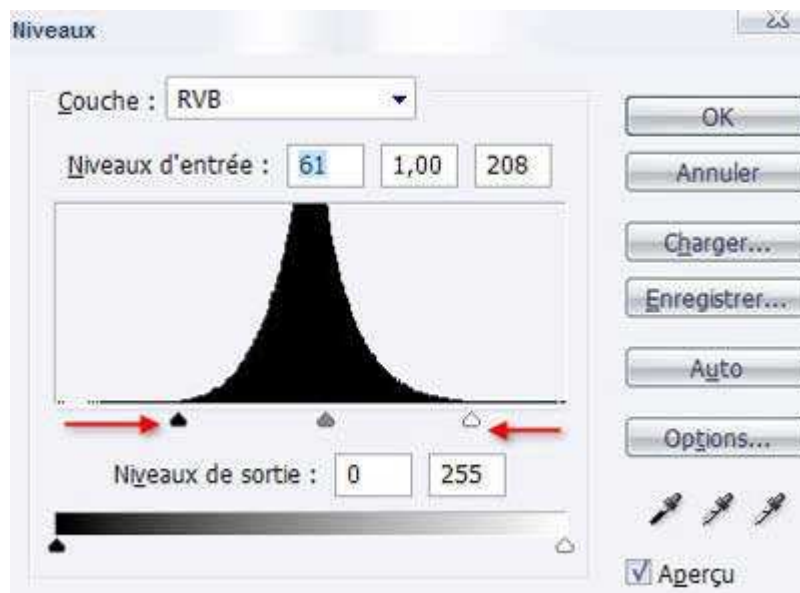 Niveaux
Couche : RVB
Niveaux d'entrée : 61 1,00 208
Niveaux de sortie : 0 255
OK
Annuler
Charger...
Enregistrer...
Auto
Options...
Aperçu